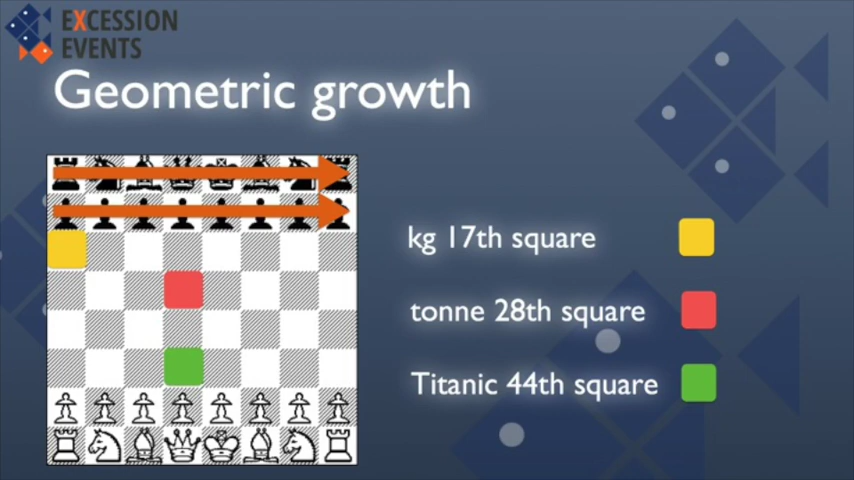 EXCESSION
EVENTS
Geometric growth
kg 17th square
tonne 28th square
Titanic 44th square